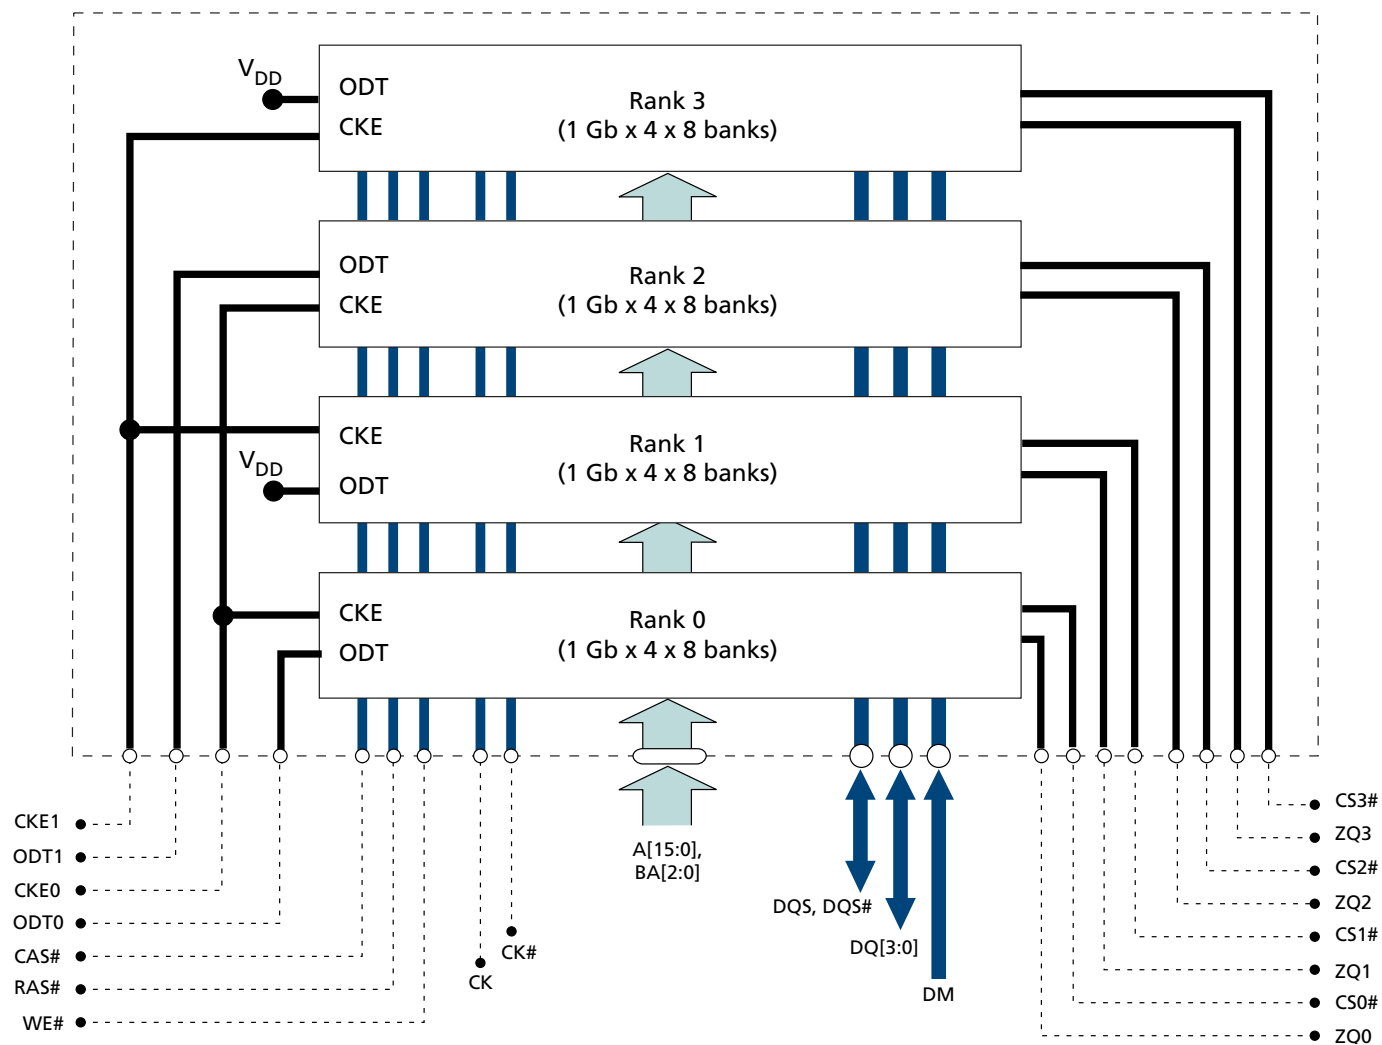 VDD
ODT
CKE
Rank 3
(1 Gb x 4 x 8 banks)
ODT
CKE
Rank 2
(1 Gb x 4 x 8 banks)
CKE
VDD
ODT
Rank 1
(1 Gb x 4 x 8 banks)
CKE
ODT
Rank 0
(1 Gb x 4 x 8 banks)
CKE1
ODT1
CKE0
ODT0
CAS#
RAS#
WE#
CK
CK#
A[15:0],
BA[2:0]
DQS, DQS#
DQ[3:0]
DM
CS3#
ZQ3
CS2#
ZQ2
CS1#
ZQ1
CS0#
ZQ0